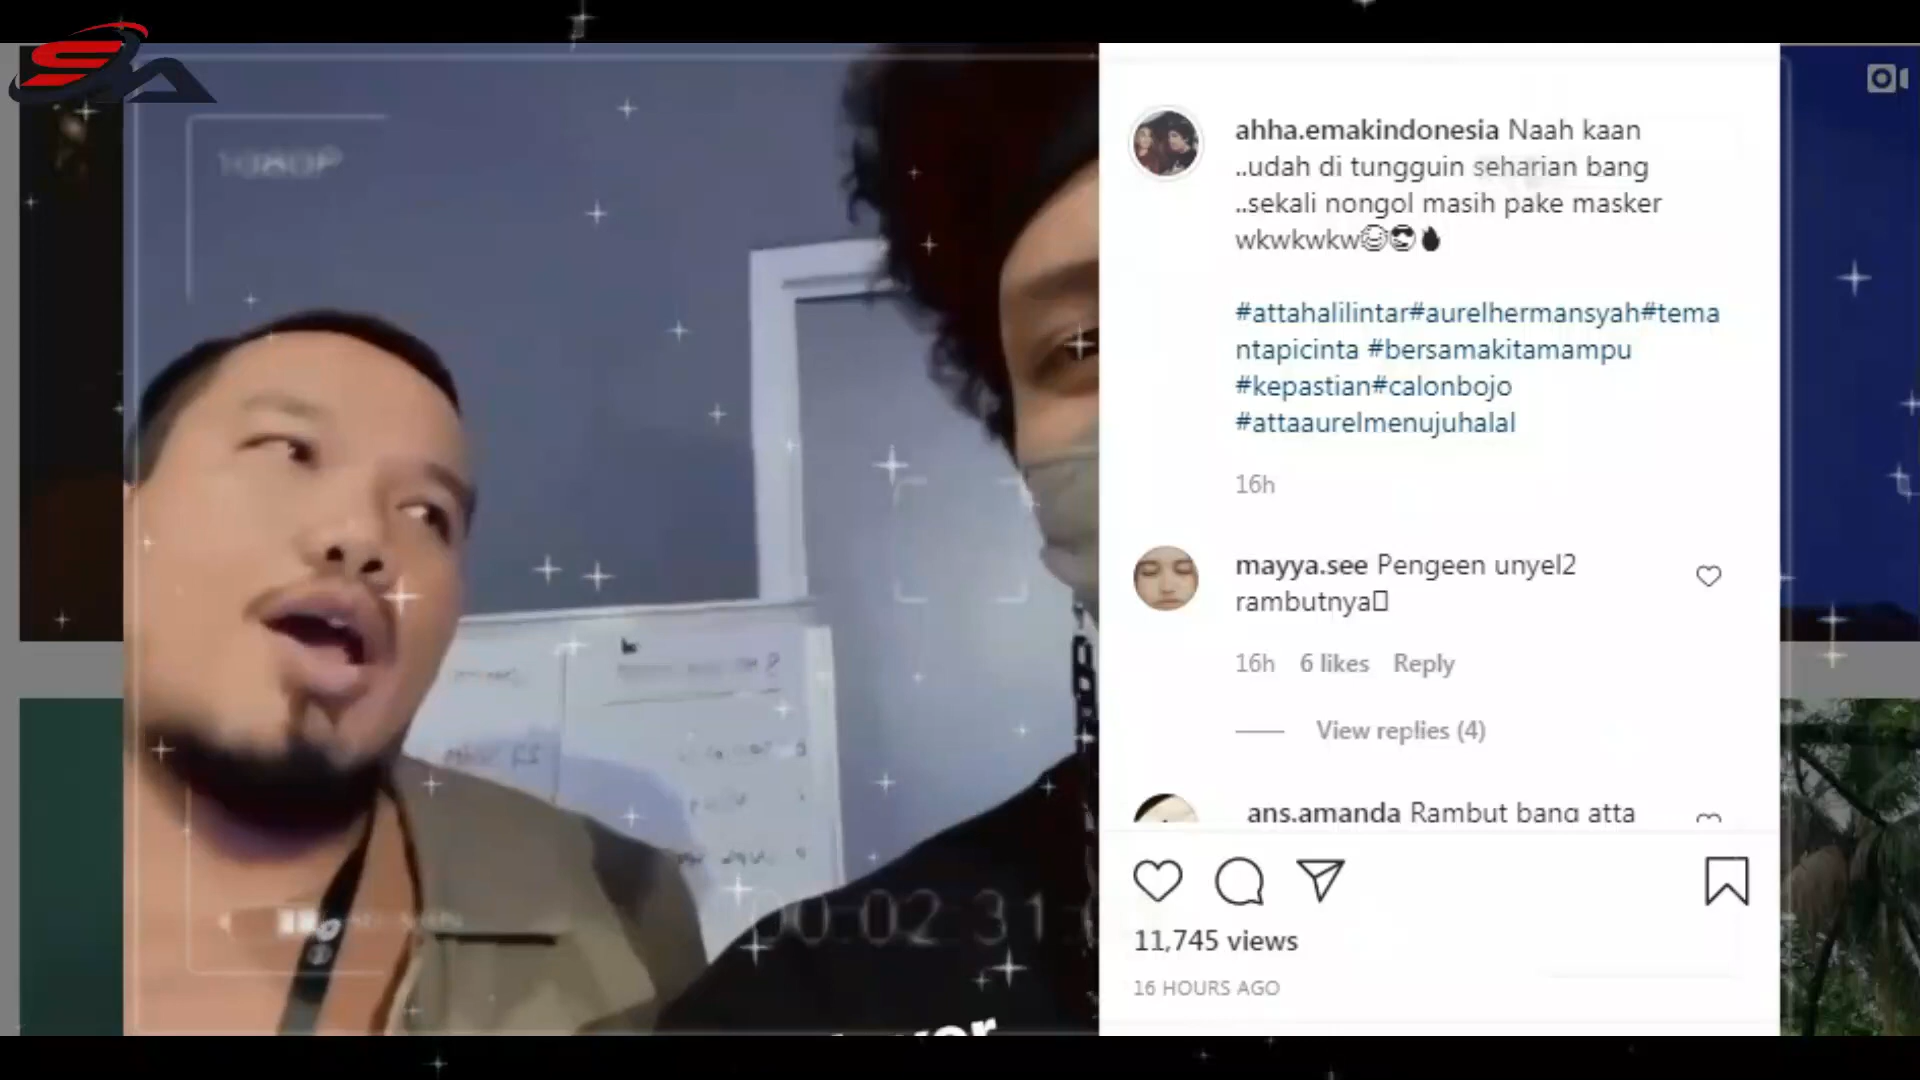 SA
1080P
ahha.emakindonesia Naah kaan
..udah di tungguin seharian bang
..sekali nongol masih pake masker
wkwkwkw😂😎🔥
#attahalilintar#aurelhermansyah#tema
ntapicinta #bersamakitamampu
#kepastian#calonbojo
#attaaurelmenujuhalal
16h
mayya.see Pengeen unyel2
rambutnya
16h 6 likes Reply
View replies (4)
ans.amanda Rambut bang atta
00:02:31
11,745 views
16 HOURS AGO